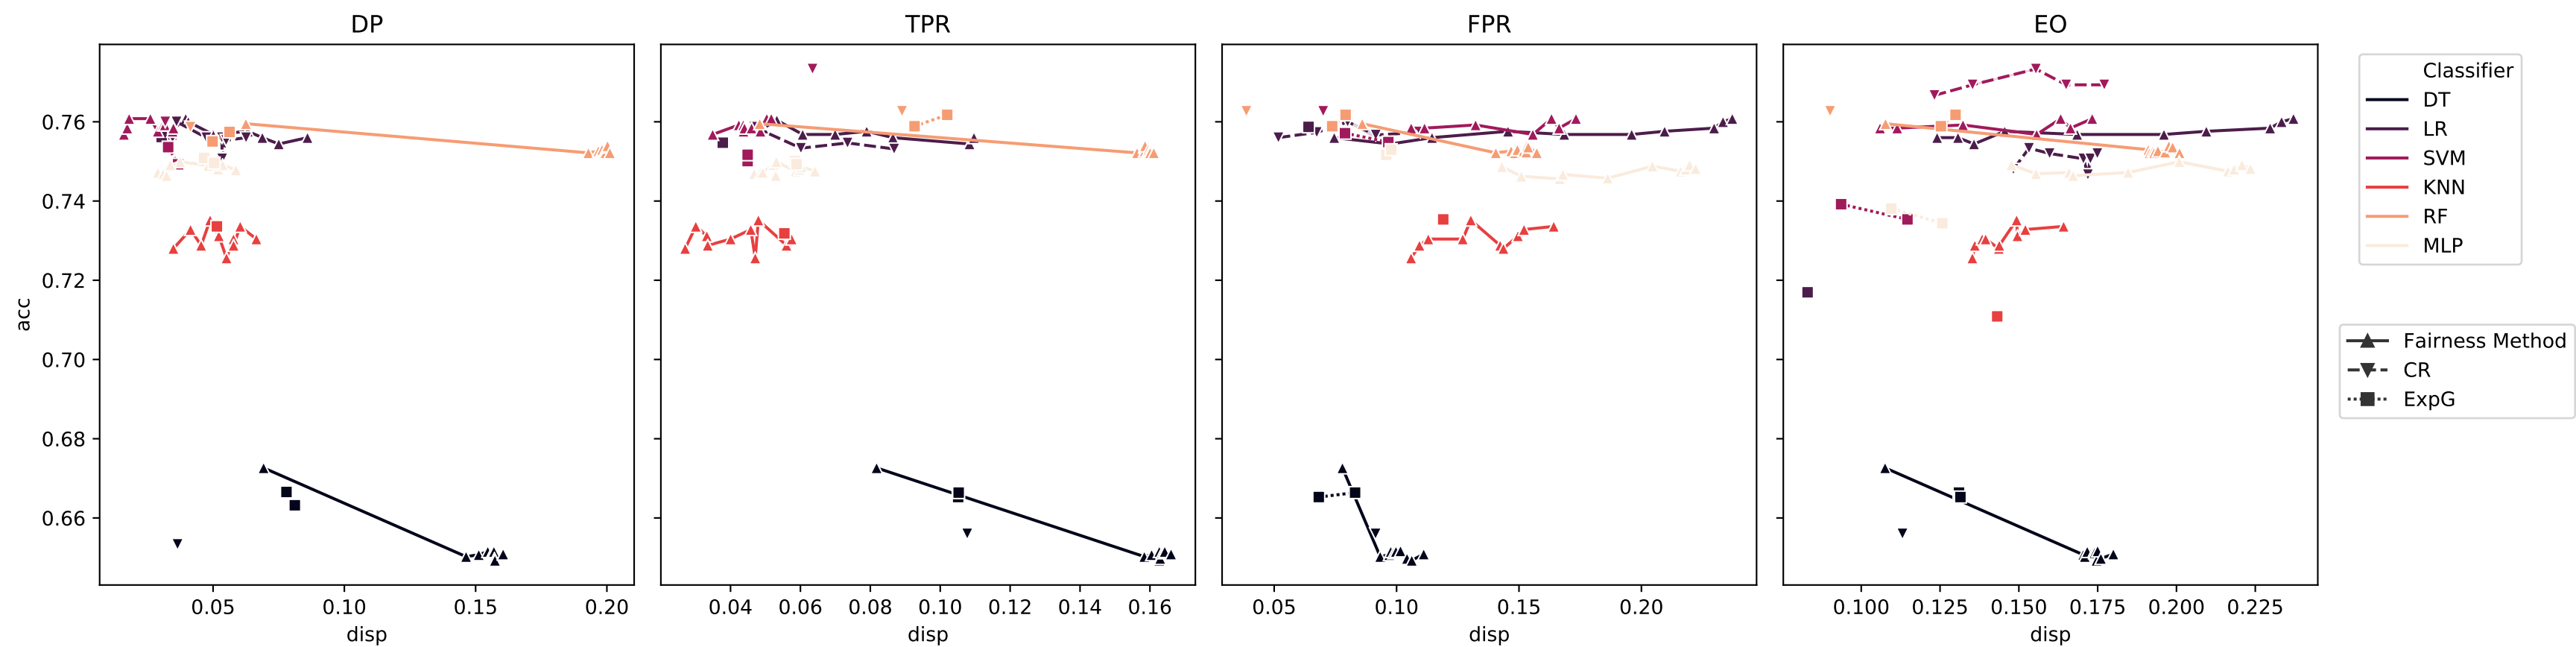 DP
TPR
FPR
EO
acc
0.76
0.74
0.72
0.70
0.68
0.66
0.05 0.10 0.15 0.20
disp
0.04 0.06 0.08 0.10 0.12 0.14 0.16
disp
0.05 0.10 0.15 0.20
disp
0.100 0.125 0.150 0.175 0.200 0.225
disp
Classifier
DT
LR
SVM
KNN
RF
MLP
Fairness Method
CR
ExpG